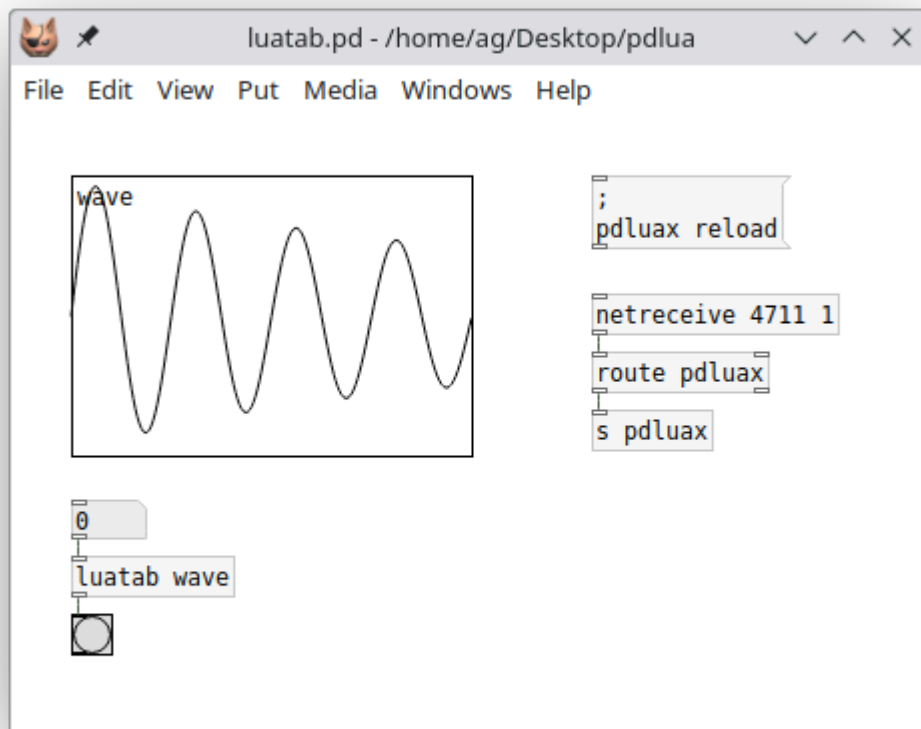 luatab.pd - /home/ag/Desktop/pdlua
File Edit View Put Media Windows Help
wave
;
pdluax reload
netreceive 4711 1
route pdluax
s pdluax
0
luatab wave